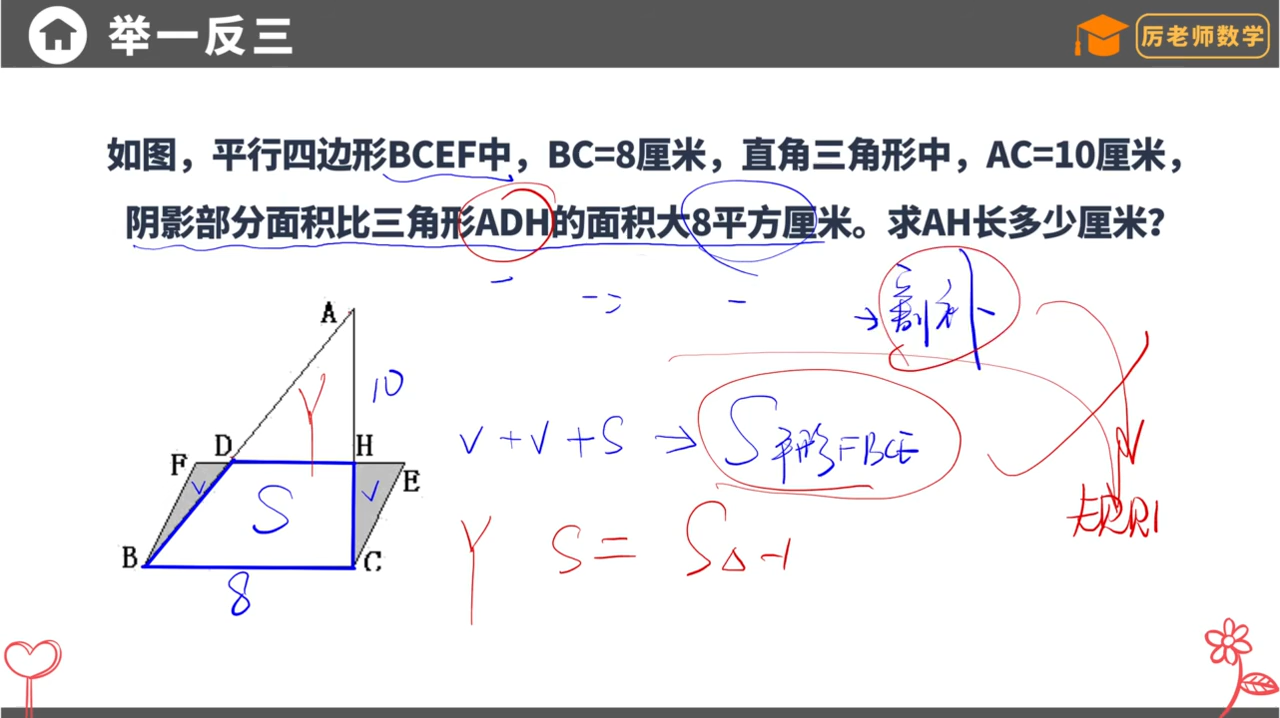 举一反三
厉老师数学
如图，平行四边形BCEF中，BC=8厘米，直角三角形中，AC=10厘米，
阴影部分面积比三角形ADH的面积大8平方厘米。求AH长多少厘米？
割补
A
10
Y
V + V + S → S
FBCE
D
H
F
E
V
V
S
B
C
8
Y S = S△